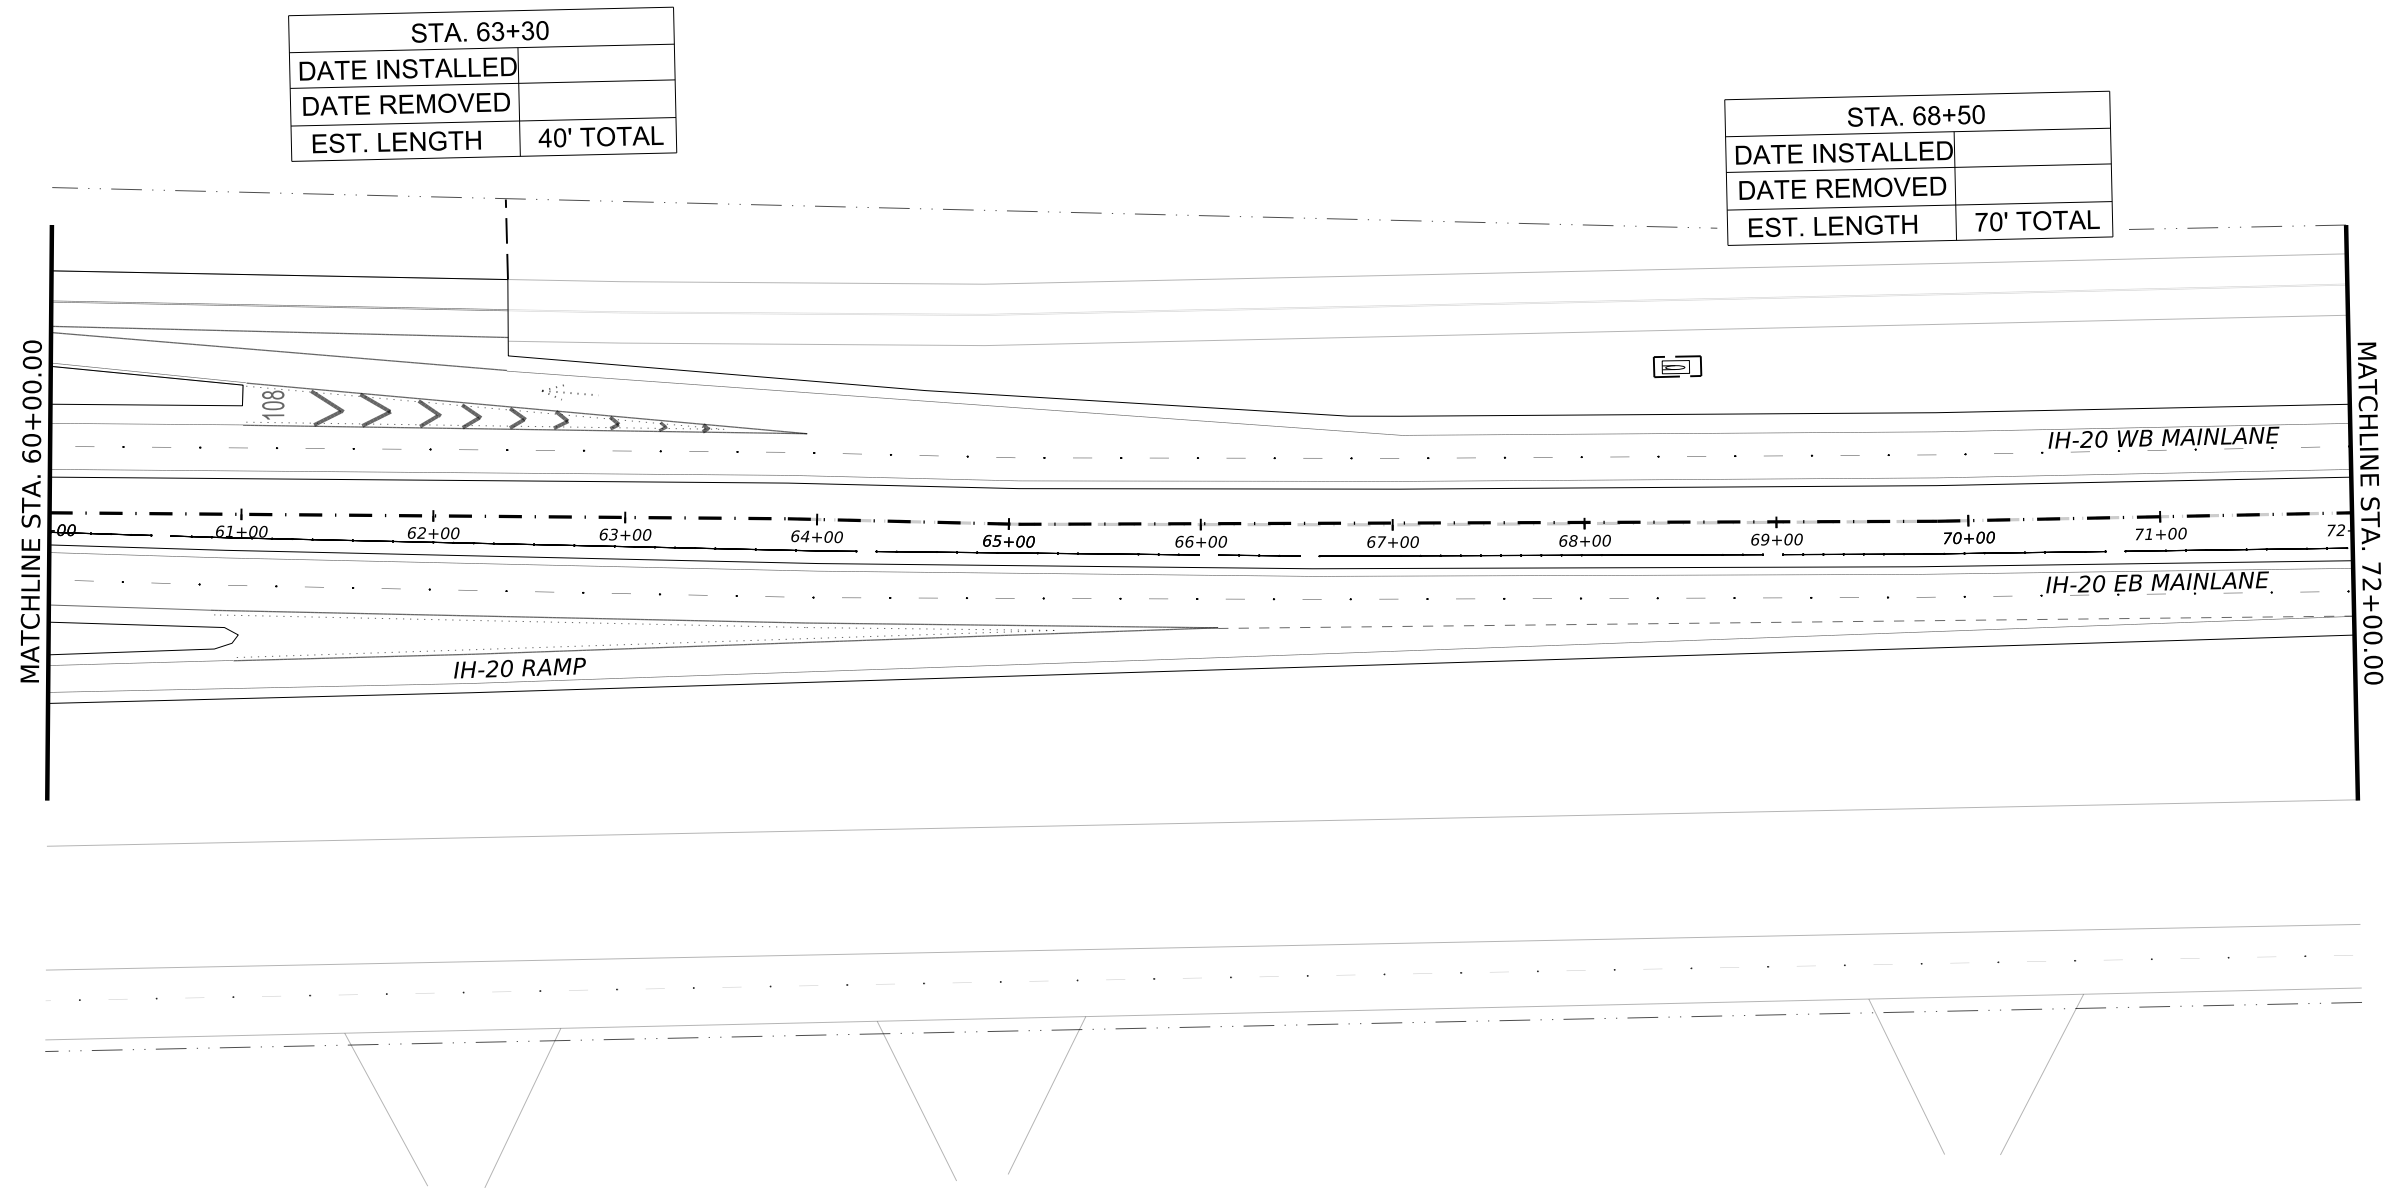 STA. 63+30
DATE INSTALLED
DATE REMOVED
EST. LENGTH 40' TOTAL
STA. 68+50
DATE INSTALLED
DATE REMOVED
EST. LENGTH 70' TOTAL
MATCHLINE STA. 60+00.00
MATCHLINE STA. 72+00.00
108
IH-20 WB MAINLANE
00 61+00 62+00 63+00 64+00 65+00 66+00 67+00 68+00 69+00 70+00 71+00 72
IH-20 EB MAINLANE
IH-20 RAMP